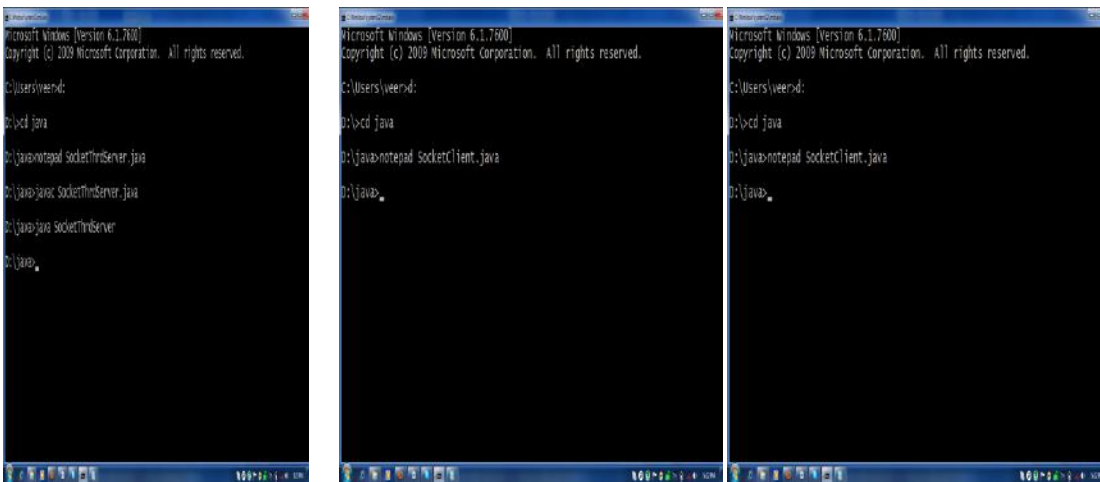 Microsoft Windows [Version 6.1.7600]
Copyright (c) 2009 Microsoft Corporation. All rights reserved.
C:\Users\veer>d:
D:\>cd java
D:\java>notepad SocketThrdServer.java
D:\java>javac SocketThrdServer.java
D:\java>java SocketThrdServer
D:\java>
Microsoft Windows [Version 6.1.7600]
Copyright (c) 2009 Microsoft Corporation. All rights reserved.
C:\Users\veer>d:
D:\>cd java
D:\java>notepad SocketClient.java
D:\java>
Microsoft Windows [Version 6.1.7600]
Copyright (c) 2009 Microsoft Corporation. All rights reserved.
C:\Users\veer>d:
D:\>cd java
D:\java>notepad SocketClient.java
D:\java>